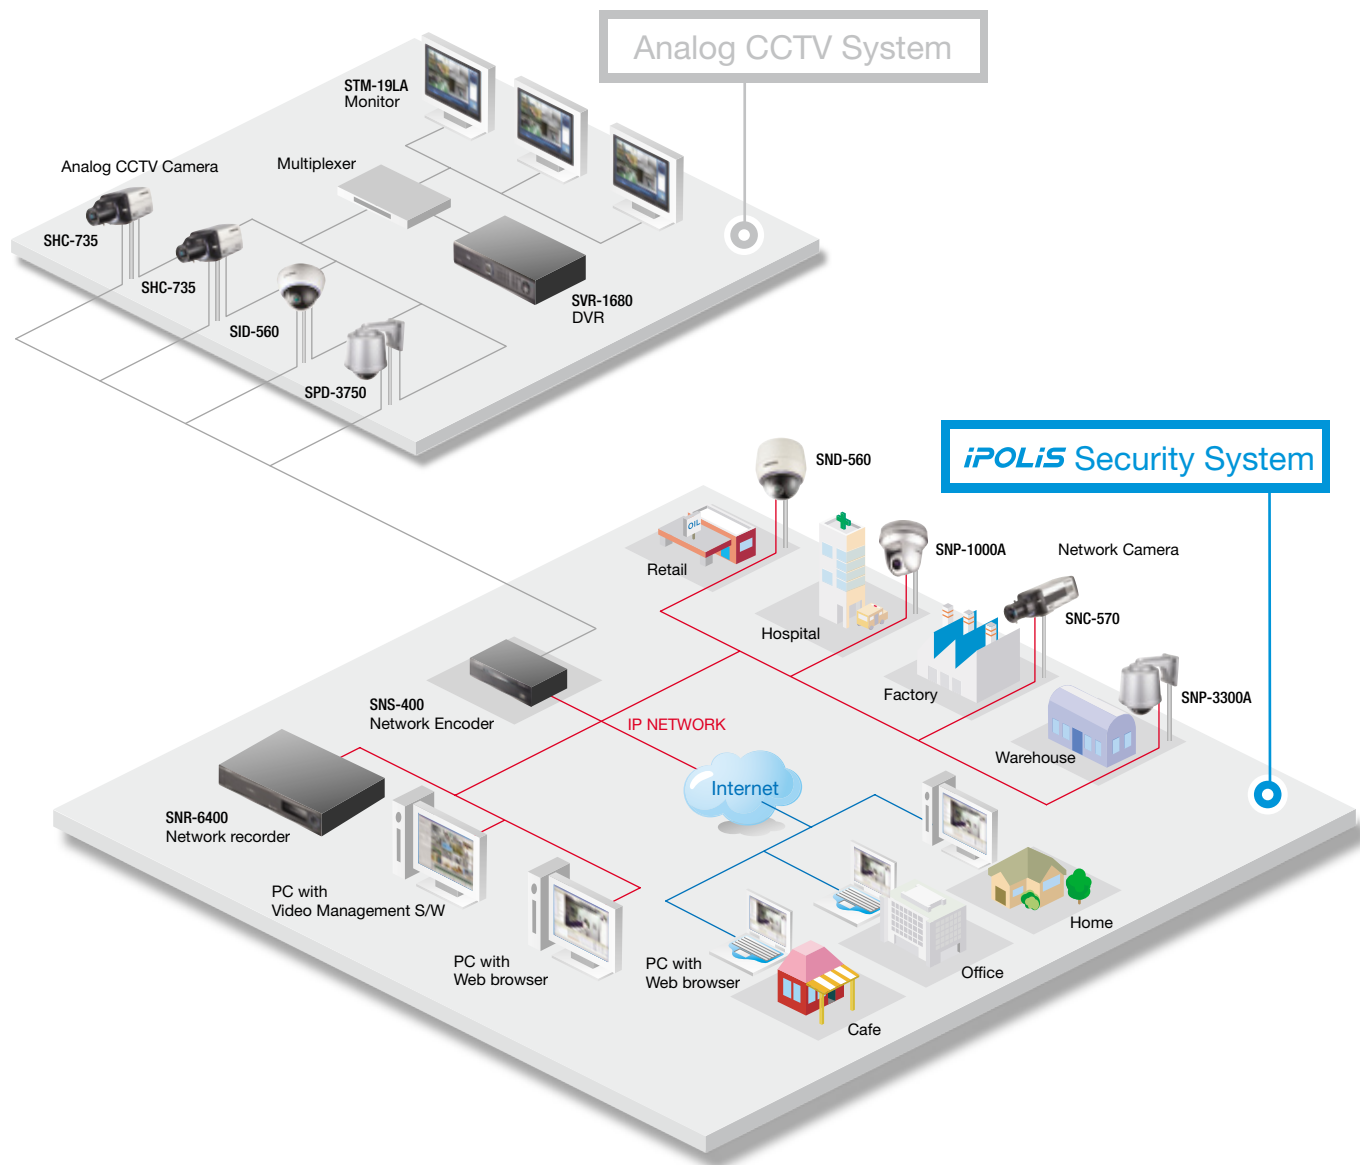 Analog CCTV System
STM-19LA
Monitor
Analog CCTV Camera
Multiplexer
SHC-735
SHC-735
SID-560
SVR-1680
DVR
SPD-3750
iPOLiS Security System
SND-560
OIL
Retail
SNP-1000A
Network Camera
SNC-570
Hospital
Factory
SNP-3300A
Warehouse
SNS-400
Network Encoder
IP NETWORK
Internet
SNR-6400
Network recorder
PC with
Video Management S/W
PC with
Web browser
PC with
Web browser
Home
Office
Cafe